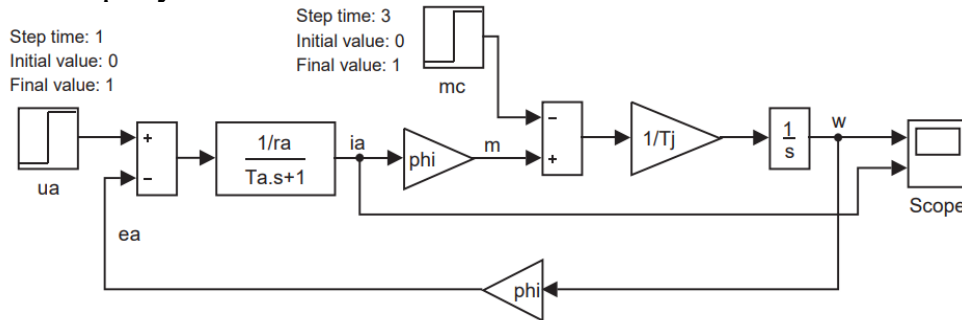 Step time: 1
Initial value: 0
Final value: 1
Step time: 3
Initial value: 0
Final value: 1
mc
ua
+
−
1/ra
Ta.s+1
ia
phi
m
−
+
1/Tj
1
s
w
Scope
ea
phi